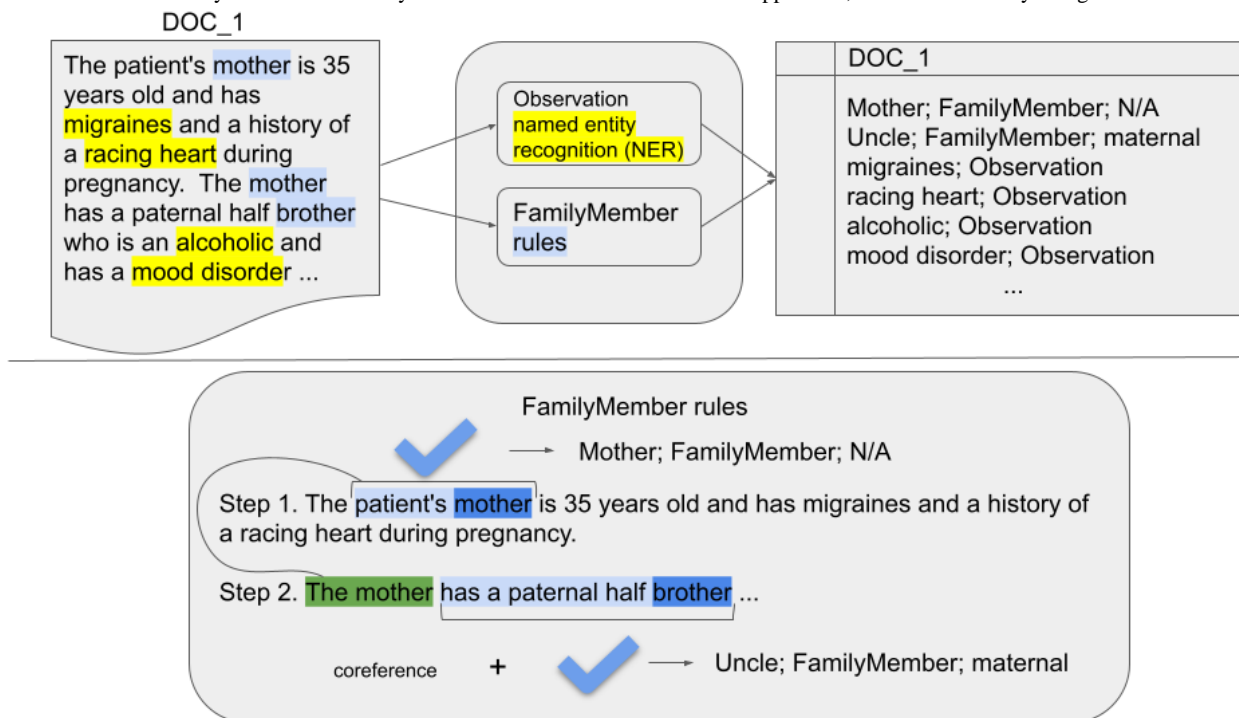 DOC_1
The patient's mother is 35
years old and has
migraines and a history of
a racing heart during
pregnancy. The mother
has a paternal half brother
who is an alcoholic and
has a mood disorder ...
Observation
named entity
recognition (NER)
FamilyMember
rules
DOC_1
Mother; FamilyMember; N/A
Uncle; FamilyMember; maternal
migraines; Observation
racing heart; Observation
alcoholic; Observation
mood disorder; Observation
...
FamilyMember rules
Mother; FamilyMember; N/A
Step 1. The patient's mother is 35 years old and has migraines and a history of
a racing heart during pregnancy.
Step 2. The mother has a paternal half brother ...
coreference + Uncle; FamilyMember; maternal